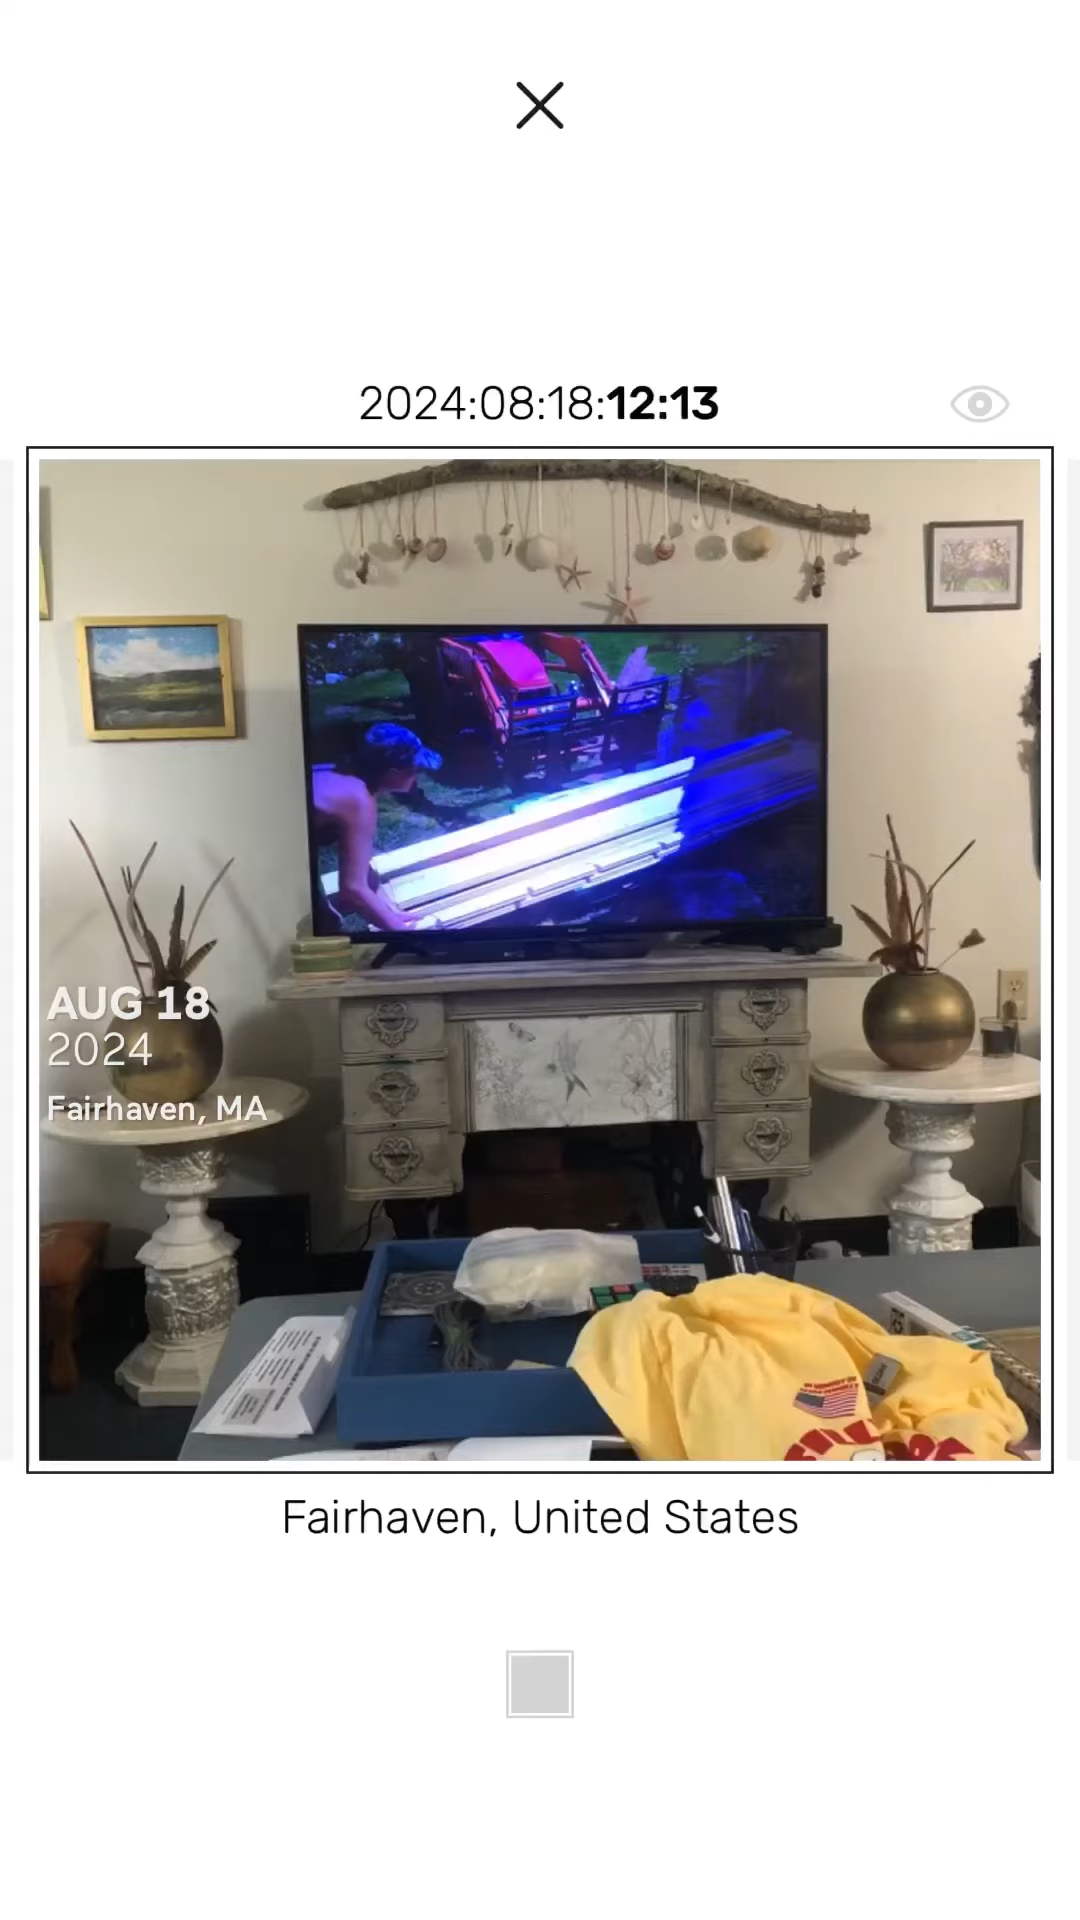 2024:08:18:12:13
AUG 18
2024
Fairhaven, MA
Fairhaven, United States